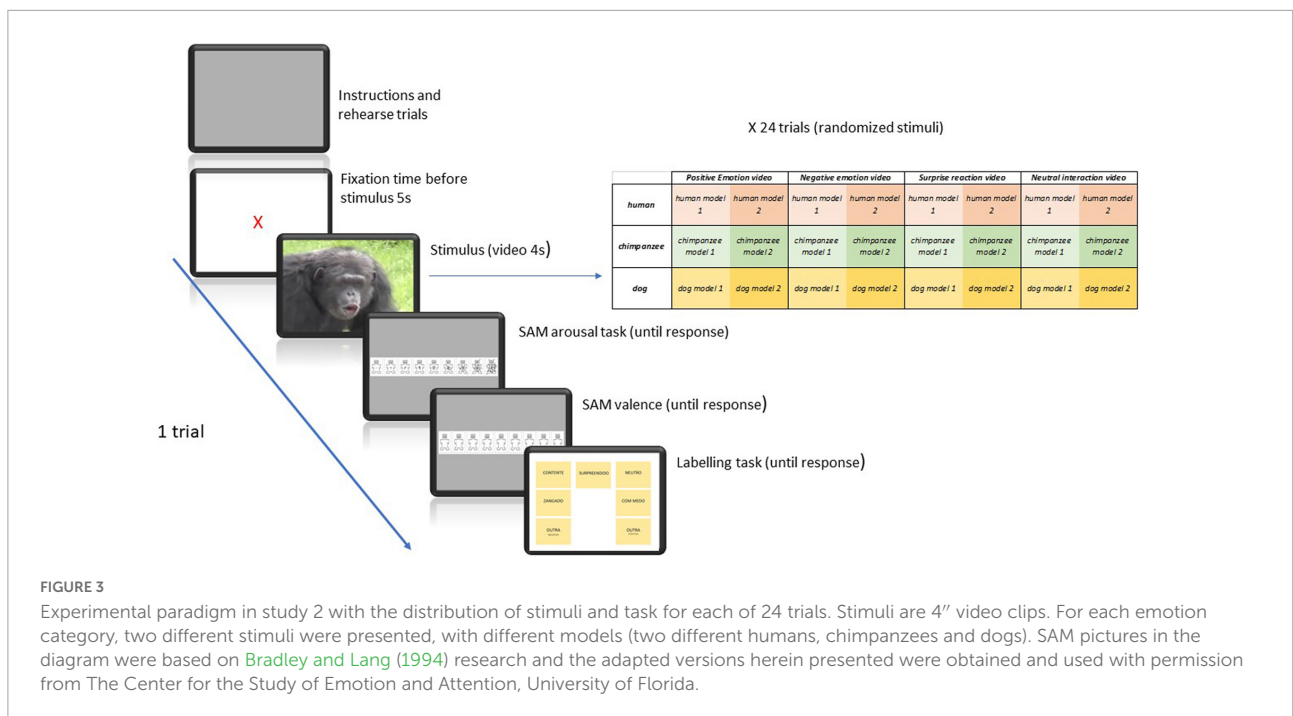 Instructions and
rehearse trials
Fixation time before
stimulus 5s
X
Stimulus (video 4s)
SAM arousal task (until response)
SAM valence (until response)
Labelling task (until response)
1 trial
CONTENTE SURPREENDIDO NEUTRO
ZANGADO COM MEDO
OUTRA OUTRA
X 24 trials (randomized stimuli)
Positive Emotion video Negative emotion video Surprise reaction video Neutral interaction video
human human model 1 human model 2 human model 1 human model 2 human model 1 human model 2 human model 1 human model 2
chimpanzee chimpanzee model 1 chimpanzee model 2 chimpanzee model 1 chimpanzee model 2 chimpanzee model 1 chimpanzee model 2 chimpanzee model 1 chimpanzee model 2
dog dog model 1 dog model 2 dog model 1 dog model 2 dog model 1 dog model 2 dog model 1 dog model 2
FIGURE 3
Experimental paradigm in study 2 with the distribution of stimuli and task for each of 24 trials. Stimuli are 4″ video clips. For each emotion
category, two different stimuli were presented, with different models (two different humans, chimpanzees and dogs). SAM pictures in the
diagram were based on Bradley and Lang (1994) research and the adapted versions herein presented were obtained and used with permission
from The Center for the Study of Emotion and Attention, University of Florida.